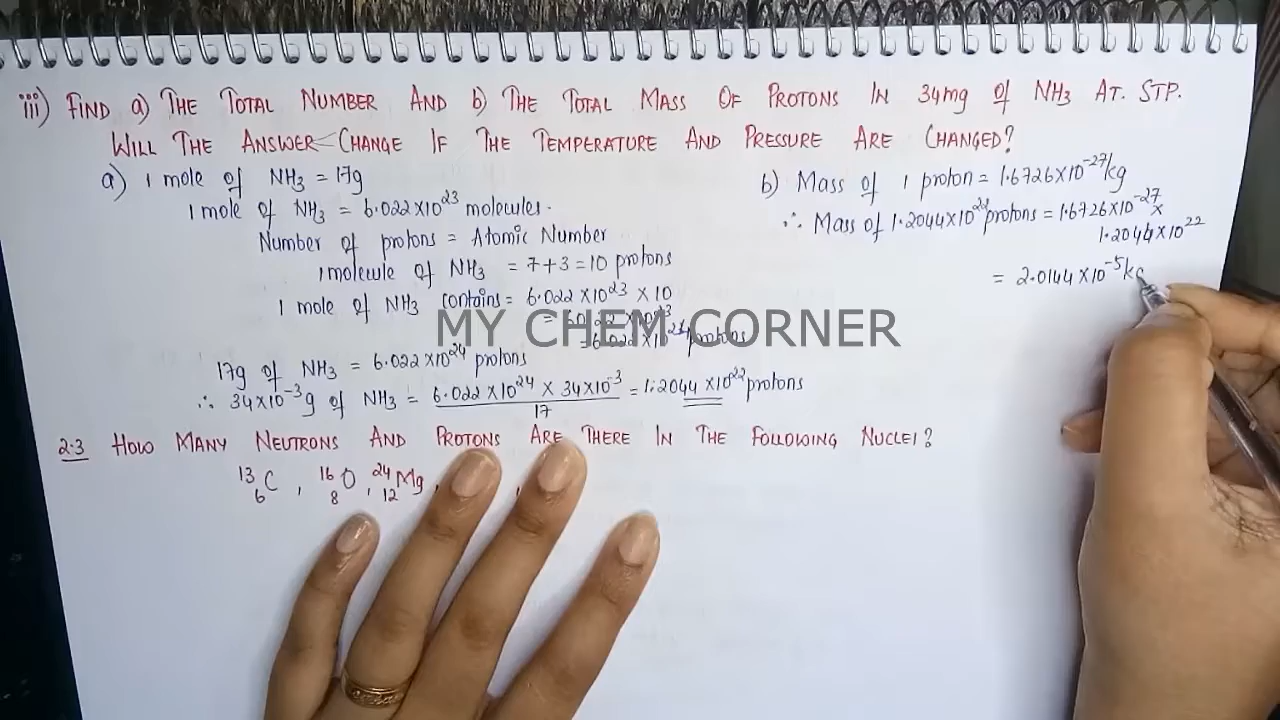 iii) FIND a) THE TOTAL NUMBER AND b) THE TOTAL MASS OF PROTONS IN 34mg of NH3 AT. STP.
WILL THE ANSWER CHANGE IF THE TEMPERATURE AND PRESSURE ARE CHANGED?
a) 1 mole of NH3 = 17g
1 mole of NH3 = 6.022×10^23 molecules.
Number of protons = Atomic Number
1 molecule of NH3 = 7+3 = 10 protons
1 mole of NH3 contains = 6.022 ×10^23 × 10
= 6.022 ×10^24 protons
17g of NH3 = 6.022 ×10^24 protons
∴ 34×10^-3 g of NH3 = 6.022 ×10^24 × 34×10^-3 / 17 = 1.2044 ×10^22 protons
b) Mass of 1 proton = 1.6726×10^-27 kg
∴ Mass of 1.2044×10^22 protons = 1.6726×10^-27 ×
1.2044×10^22
= 2.0144 ×10^-5 kg
MY CHEM CORNER
2.3 HOW MANY NEUTRONS AND PROTONS ARE THERE IN THE FOLLOWING NUCLEI?
13 6 C , 16 8 O , 24 12 Mg ,